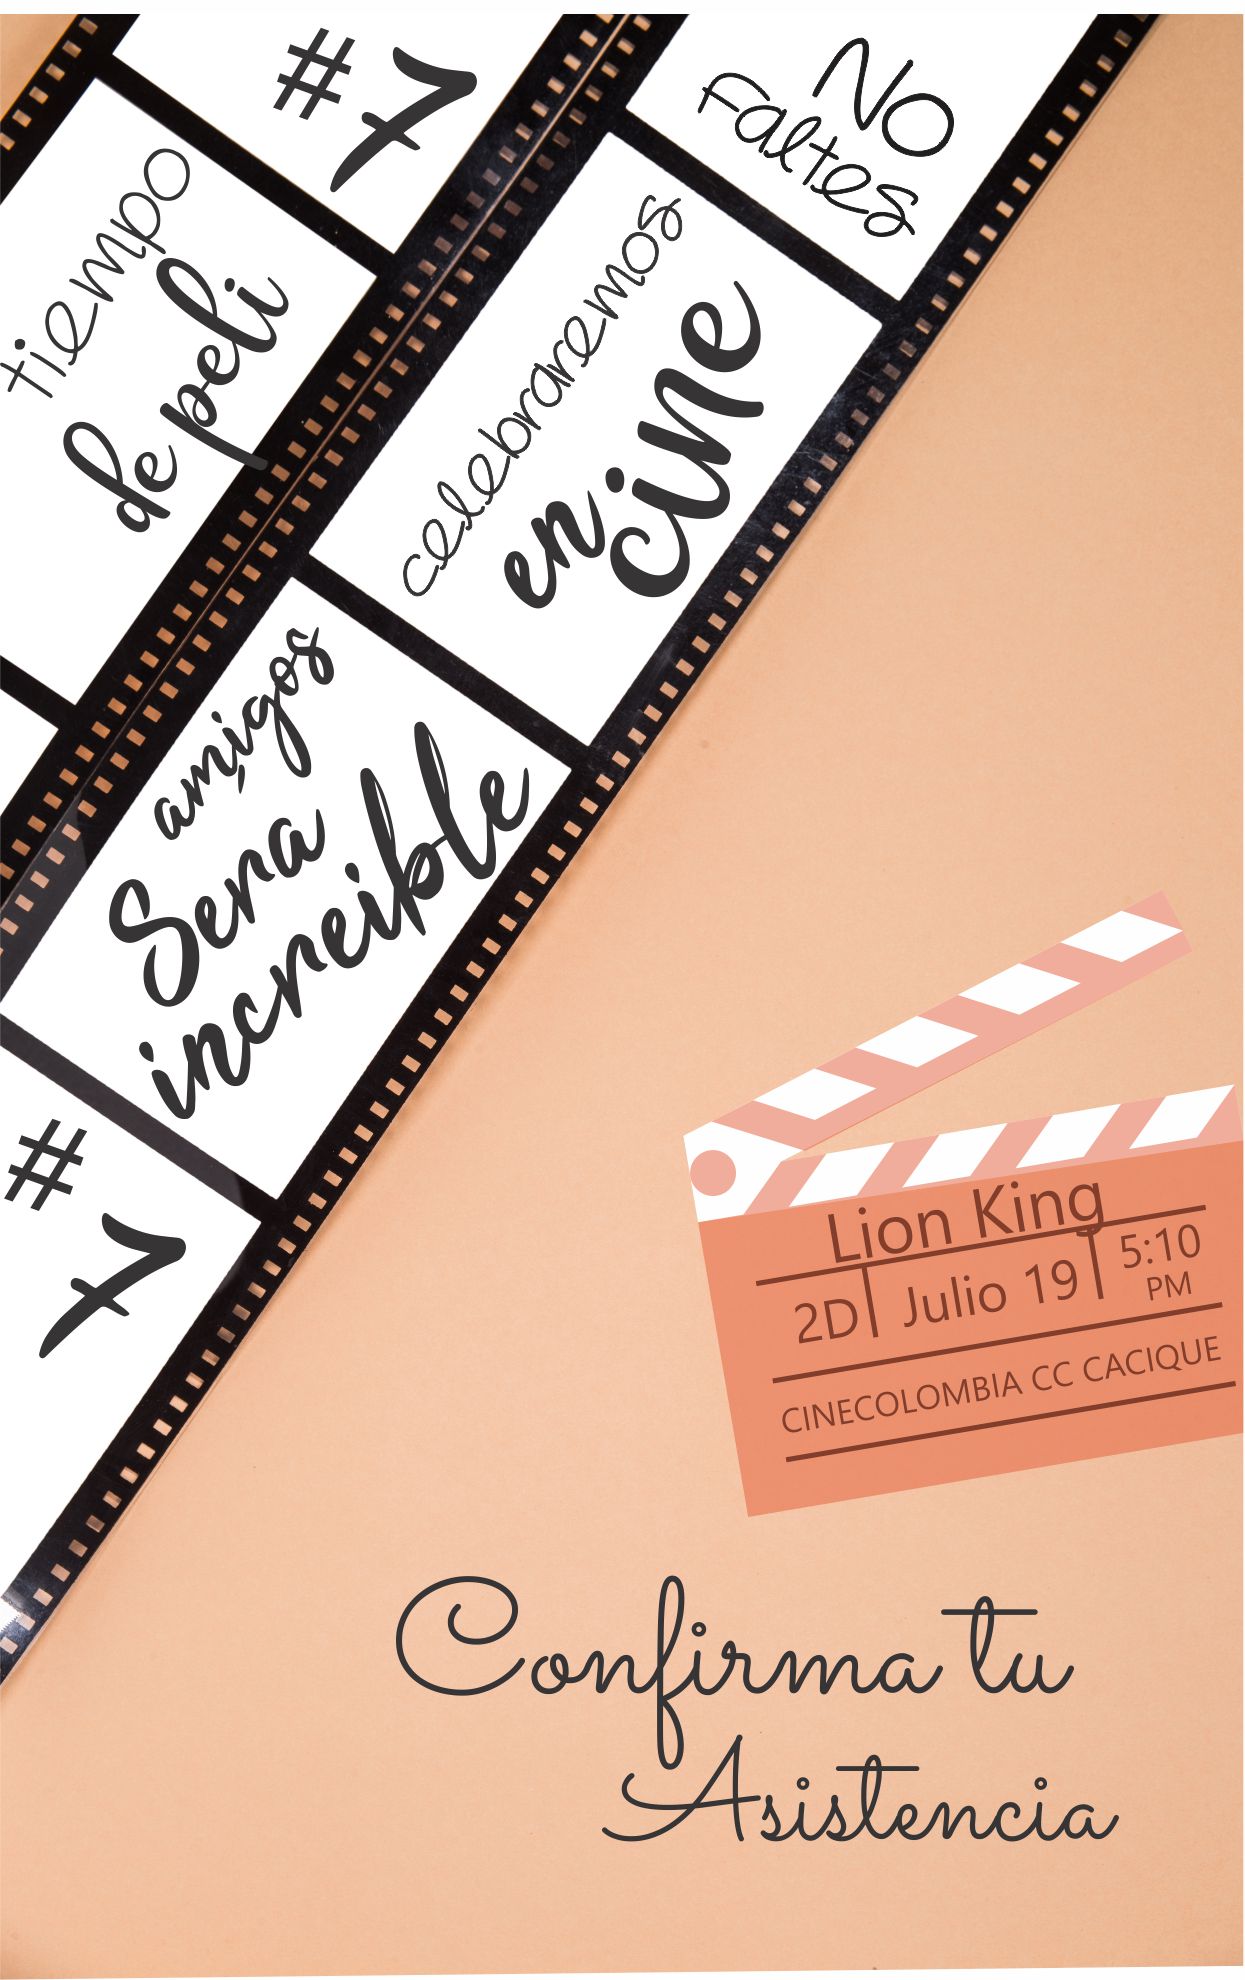 #7
No
Faltes
tiempo
de peli
celebraremos
en cine
amigos
Sera
increible
#
7
Lion King
2D
Julio 19
5:10
PM
CINECOLOMBIA CC CACIQUE
Confirma tu
Asistencia